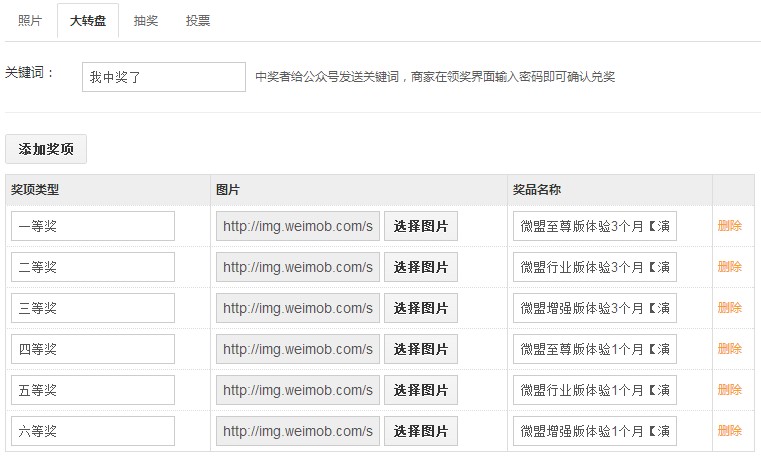 照片 大转盘 抽奖 投票
关键词： 我中奖了 中奖者给公众号发送关键词，商家在领奖界面输入密码即可确认兑奖
添加奖项
奖项类型 图片 奖品名称
一等奖 http://img.weimob.com/s 选择图片 微盟至尊版体验3个月【演 删除
二等奖 http://img.weimob.com/s 选择图片 微盟行业版体验3个月【演 删除
三等奖 http://img.weimob.com/s 选择图片 微盟增强版体验3个月【演 删除
四等奖 http://img.weimob.com/s 选择图片 微盟至尊版体验1个月【演 删除
五等奖 http://img.weimob.com/s 选择图片 微盟行业版体验1个月【演 删除
六等奖 http://img.weimob.com/s 选择图片 微盟增强版体验1个月【演 删除